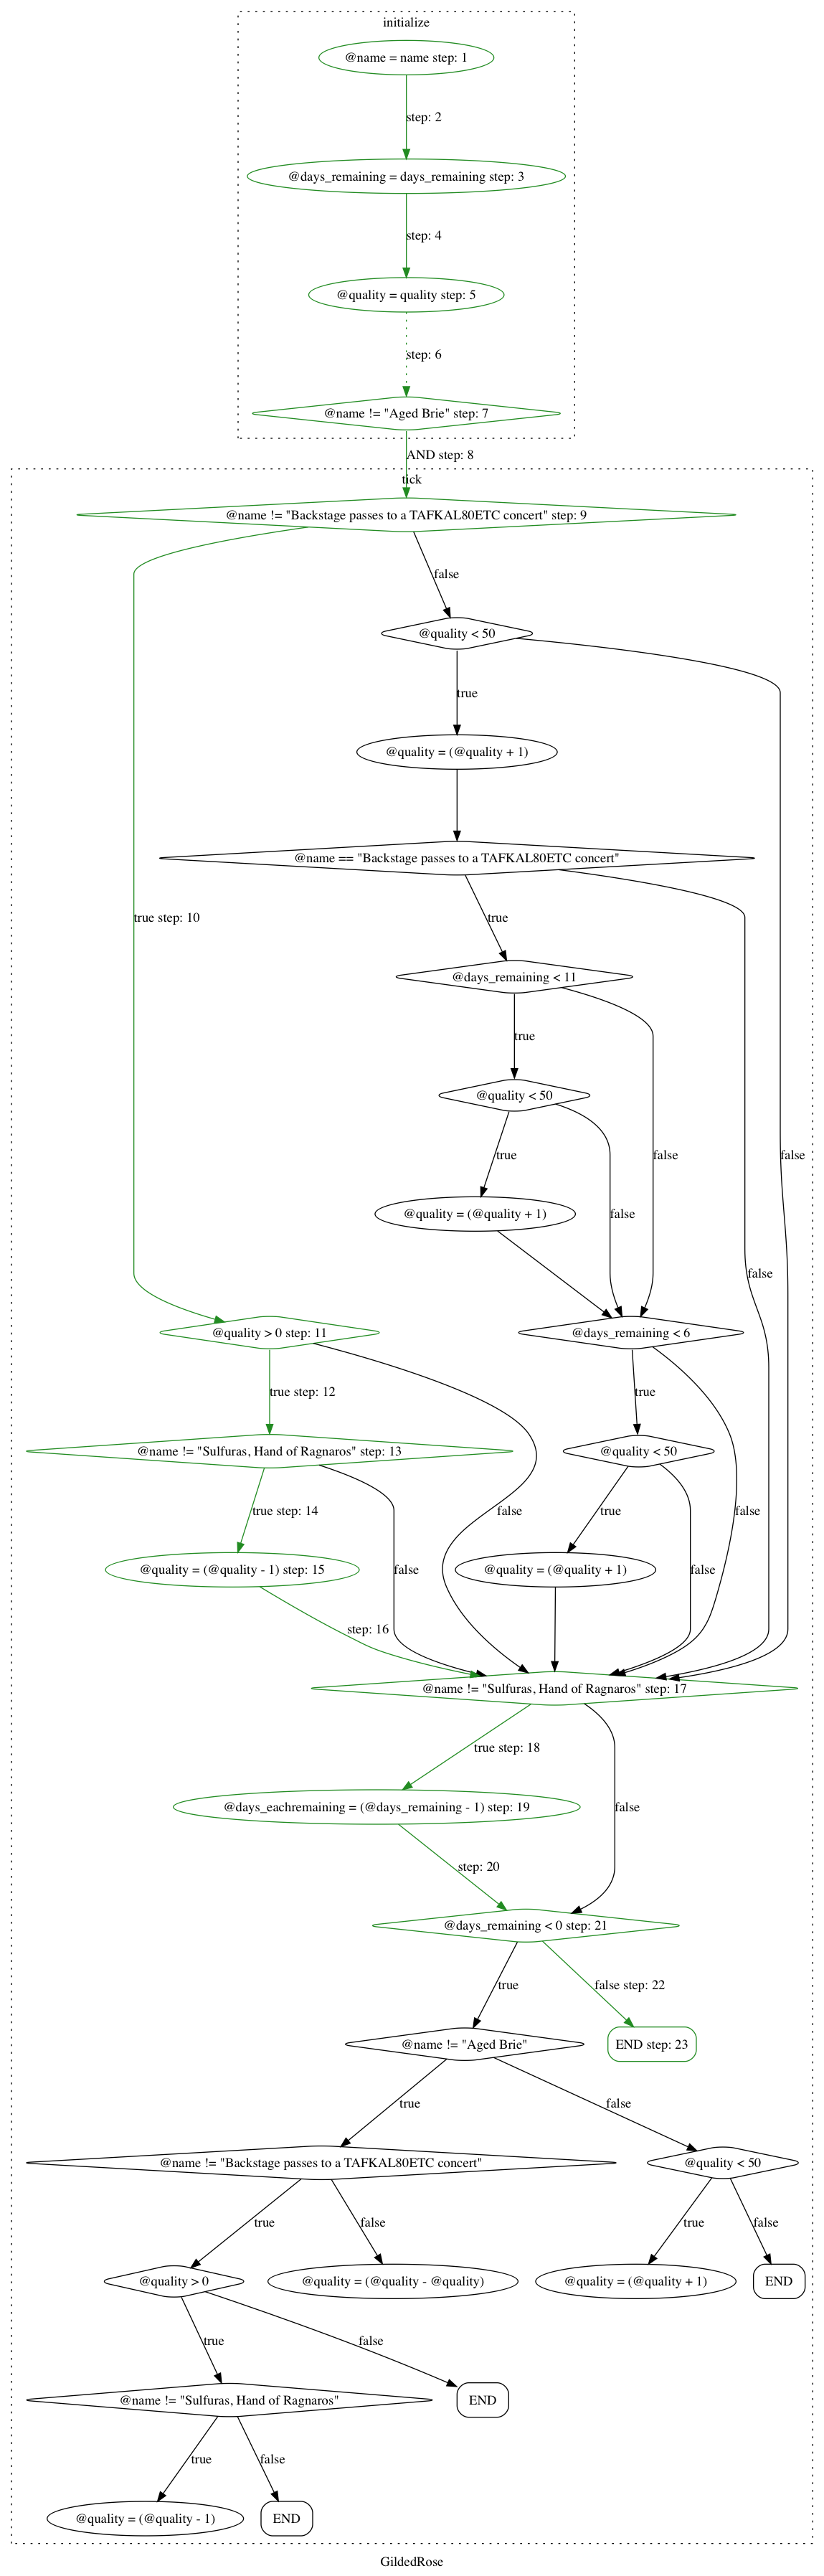 initialize
@name = name step: 1
step: 2
@days_remaining = days_remaining step: 3
step: 4
@quality = quality step: 5
step: 6
@name != "Aged Brie" step: 7
AND step: 8
tick
@name != "Backstage passes to a TAFKAL80ETC concert" step: 9
false
@quality < 50
true
@quality = (@quality + 1)
@name == "Backstage passes to a TAFKAL80ETC concert"
true step: 10
true
@days_remaining < 11
true
@quality < 50
true
false
false
@quality = (@quality + 1)
false
false
@quality > 0 step: 11
@days_remaining < 6
true step: 12
true
@name != "Sulfuras, Hand of Ragnaros" step: 13
@quality < 50
true step: 14
false
true
false
@quality = (@quality - 1) step: 15
false
@quality = (@quality + 1)
false
step: 16
@name != "Sulfuras, Hand of Ragnaros" step: 17
true step: 18
@days_eachremaining = (@days_remaining - 1) step: 19
false
step: 20
@days_remaining < 0 step: 21
true
false step: 22
@name != "Aged Brie"
END step: 23
true
false
@name != "Backstage passes to a TAFKAL80ETC concert"
@quality < 50
true
false
true
false
@quality > 0
@quality = (@quality - @quality)
@quality = (@quality + 1)
END
true
false
@name != "Sulfuras, Hand of Ragnaros"
END
true
false
@quality = (@quality - 1)
END
GildedRose